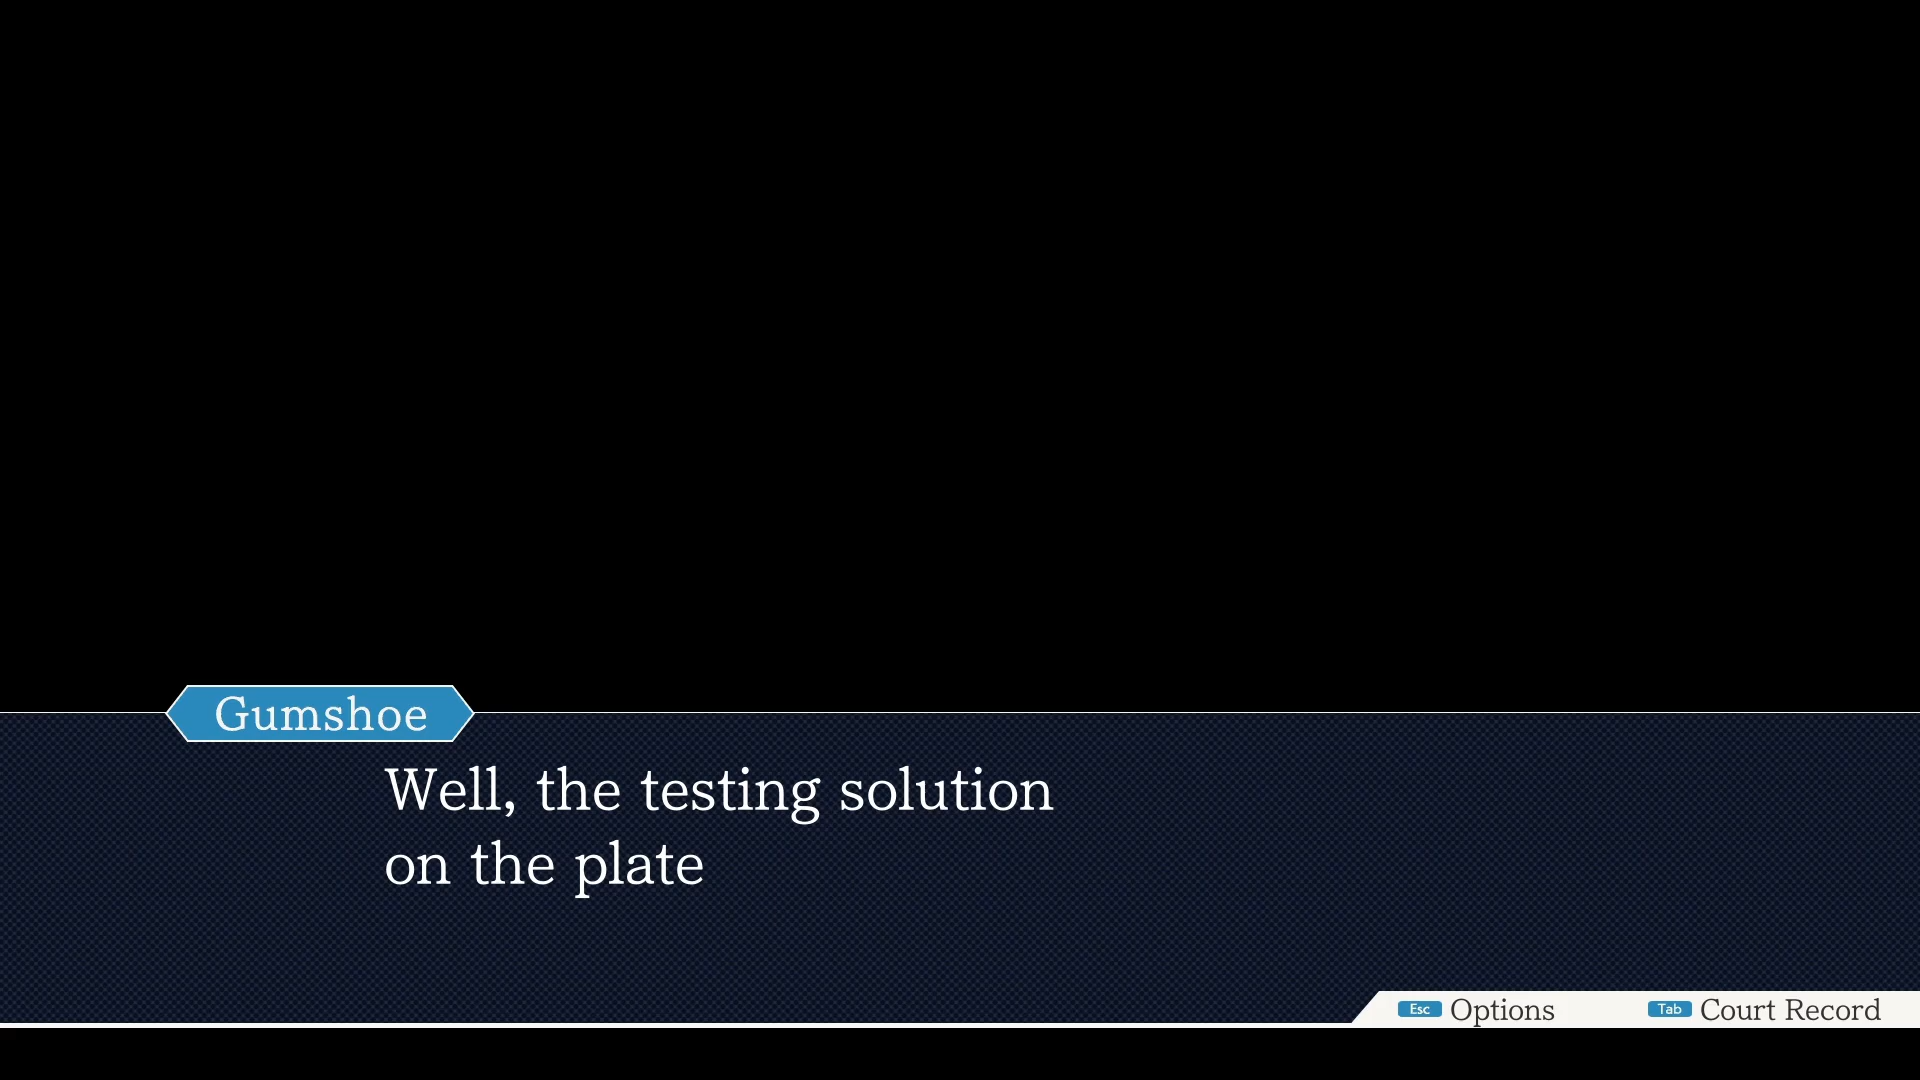 Gumshoe
Well, the testing solution
on the plate
Esc Options Tab Court Record